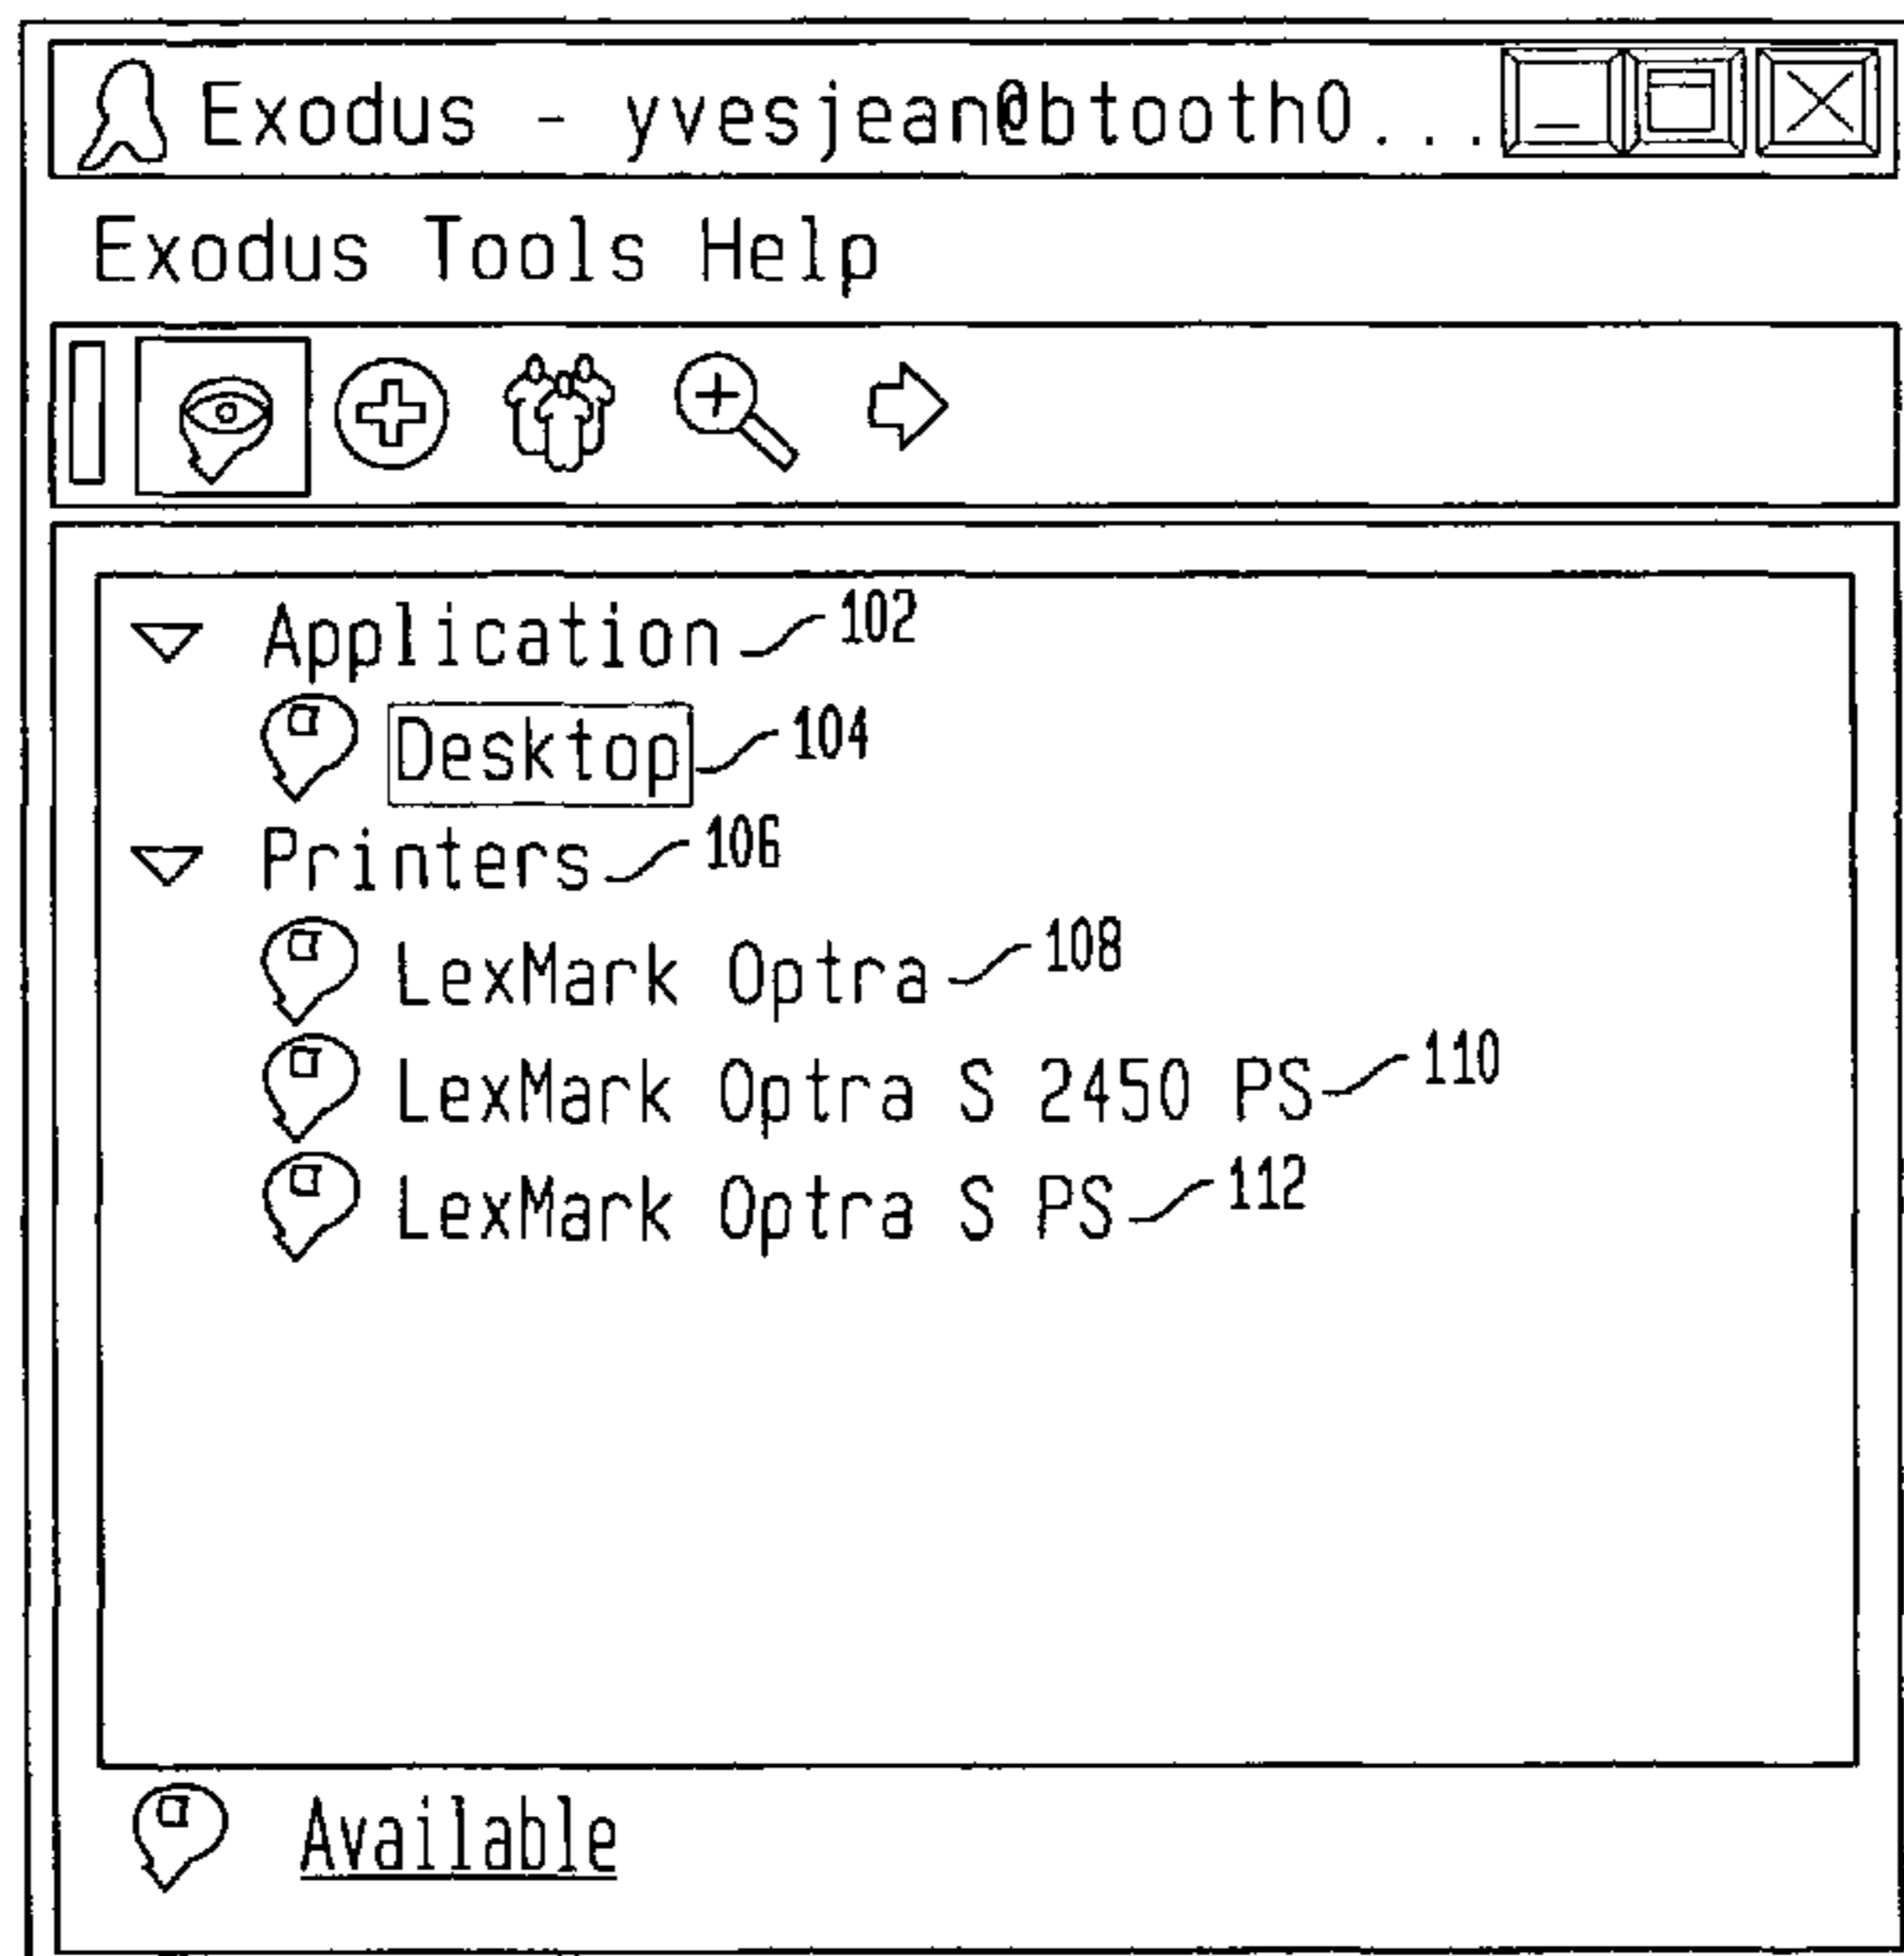 Exodus - yvesjean@btooth0...
Exodus Tools Help
Application 102
Desktop 104
Printers 106
LexMark Optra 108
LexMark Optra S 2450 PS 110
LexMark Optra S PS 112
Available